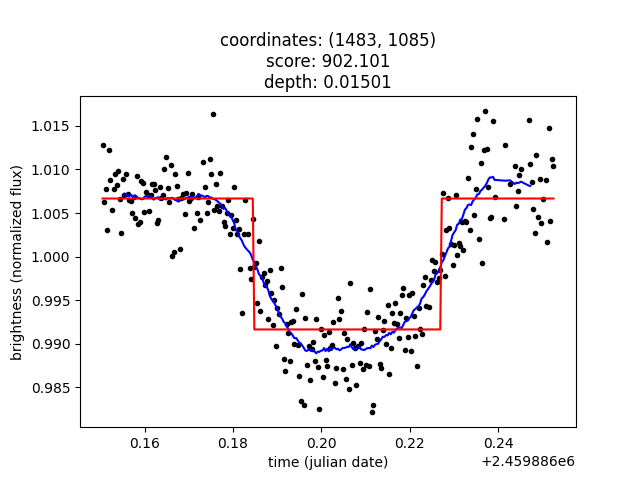 coordinates: (1483, 1085)
score: 902.101
depth: 0.01501
1.015
1.010
1.005
1.000
0.995
0.990
0.985
brightness (normalized flux)
0.16 0.18 0.20 0.22 0.24
time (julian date)
+2.459886e6